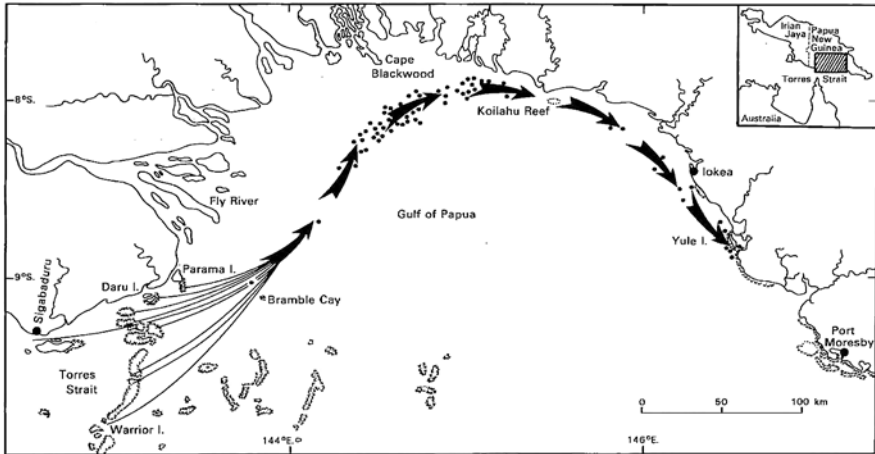 Irian
Jaya
Papua
New
Guinea
Torres Strait
Australia
Cape
Blackwood
8°S.
Koilahu Reef
Iokea
Fly River
Gulf of Papua
Yule I.
9°S.
Parama I.
Daru I.
Sigabaduru
Bramble Cay
Port
Moresby
Torres
Strait
0 50 100 km
Warrior I.
144°E.
146°E.